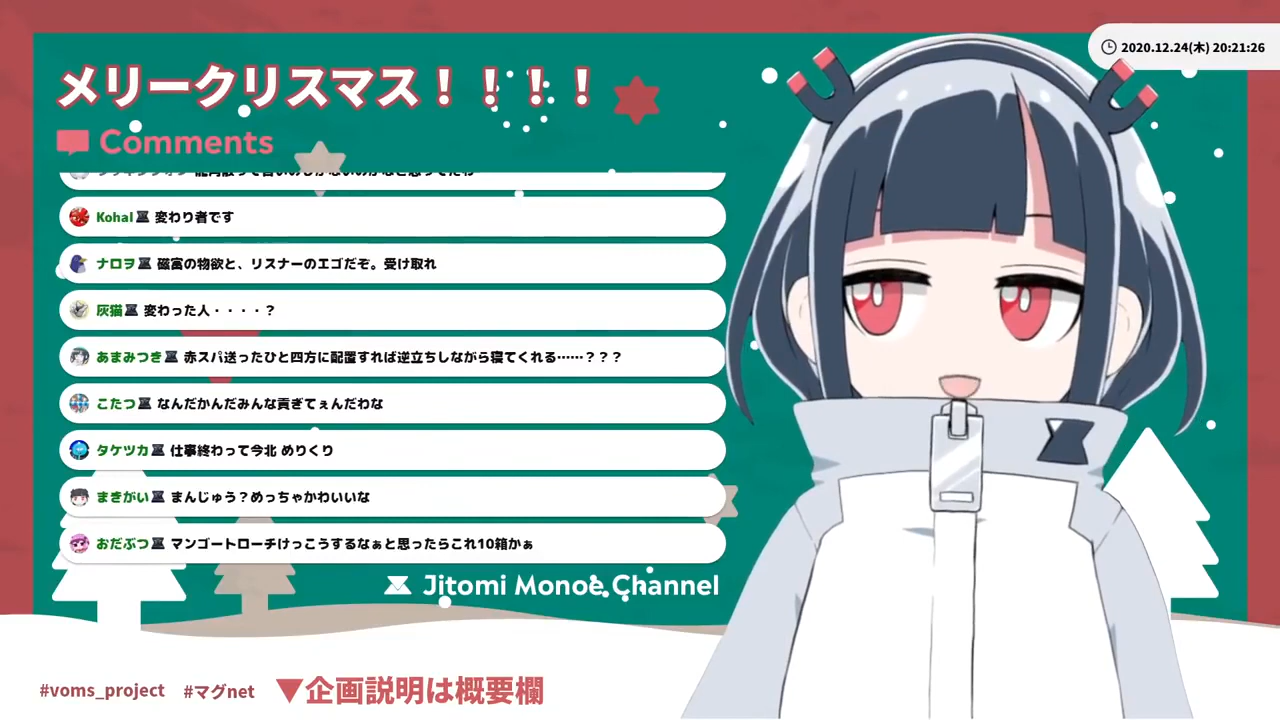 2020.12.24(木) 20:21:26
メリークリスマス！！！！
Comments
Kohal 変わり者です
ナロヲ 磁富の物欲と、リスナーのエゴだぞ。受け取れ
灰猫 変わった人・・・・？
あまみつき 赤スパ送ったひと四方に配置すれば逆立ちしながら寝てくれる……？？？
こたつ なんだかんだみんな貢ぎてぇんだわな
タケツカ 仕事終わって今北 めりくり
まきがい まんじゅう？めっちゃかわいいな
おだぶつ マンゴートローチけっこうするなぁと思ったらこれ10箱かぁ
Jitomi Monoe Channel
#voms_project #マグnet ▼企画説明は概要欄